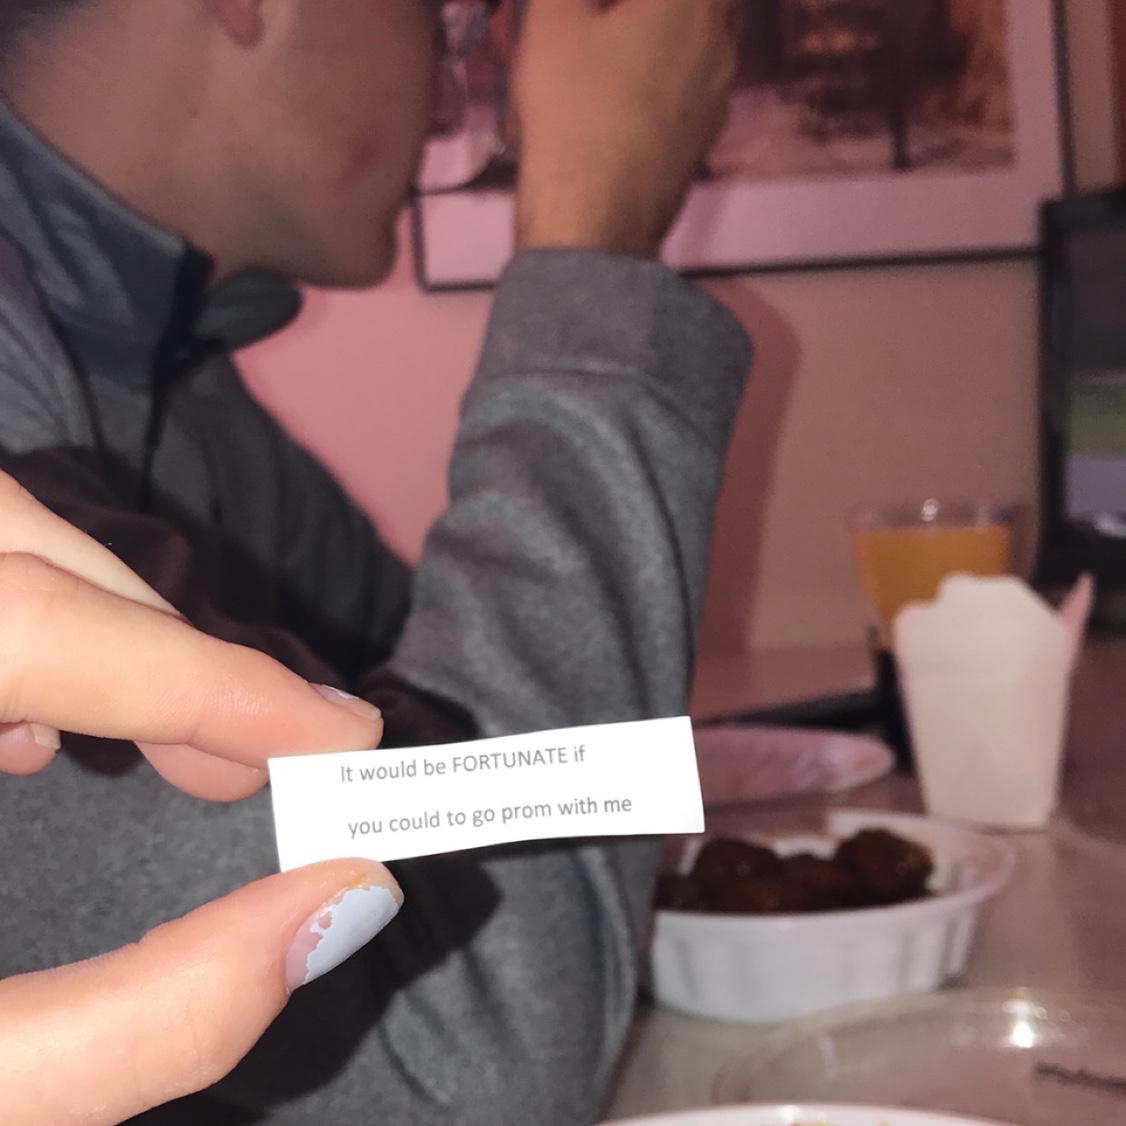 It would be FORTUNATE if
you could to go prom with me